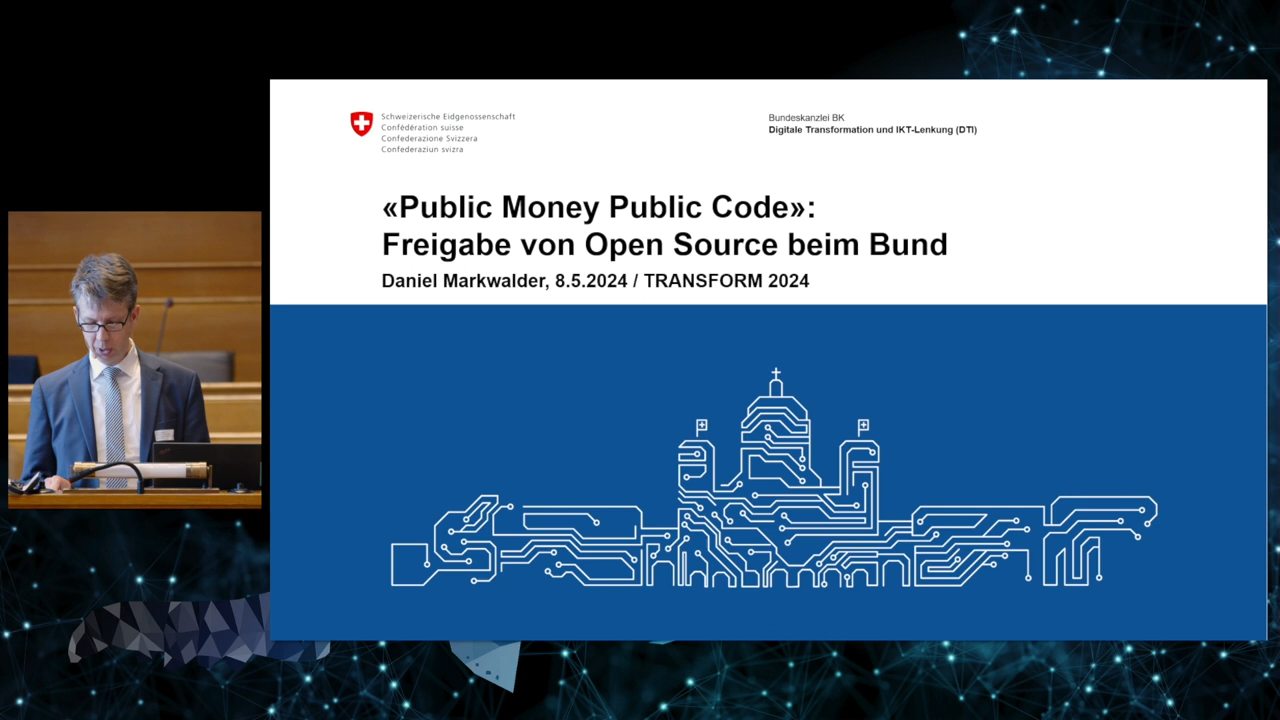 Schweizerische Eidgenossenschaft
Confédération suisse
Confederazione Svizzera
Confederaziun svizra
Bundeskanzlei BK
Digitale Transformation und IKT-Lenkung (DTI)
«Public Money Public Code»:
Freigabe von Open Source beim Bund
Daniel Markwalder, 8.5.2024 / TRANSFORM 2024